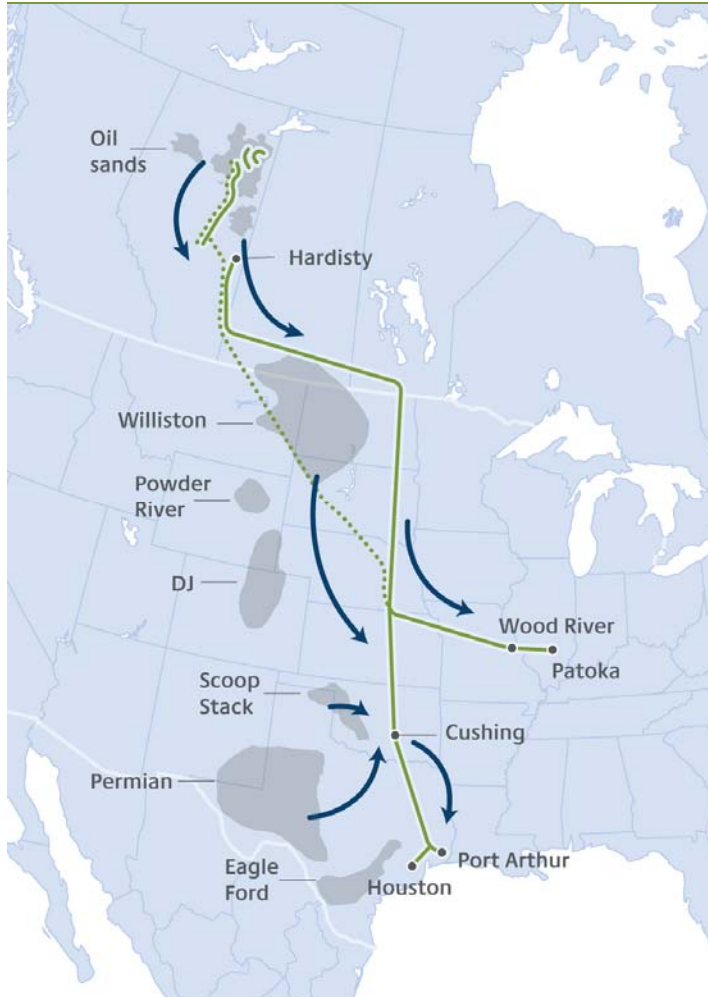 Oil
sands
Hardisty
Williston
Powder
River
DJ
Wood River
Patoka
Scoop
Stack
Cushing
Permian
Port Arthur
Eagle
Ford
Houston